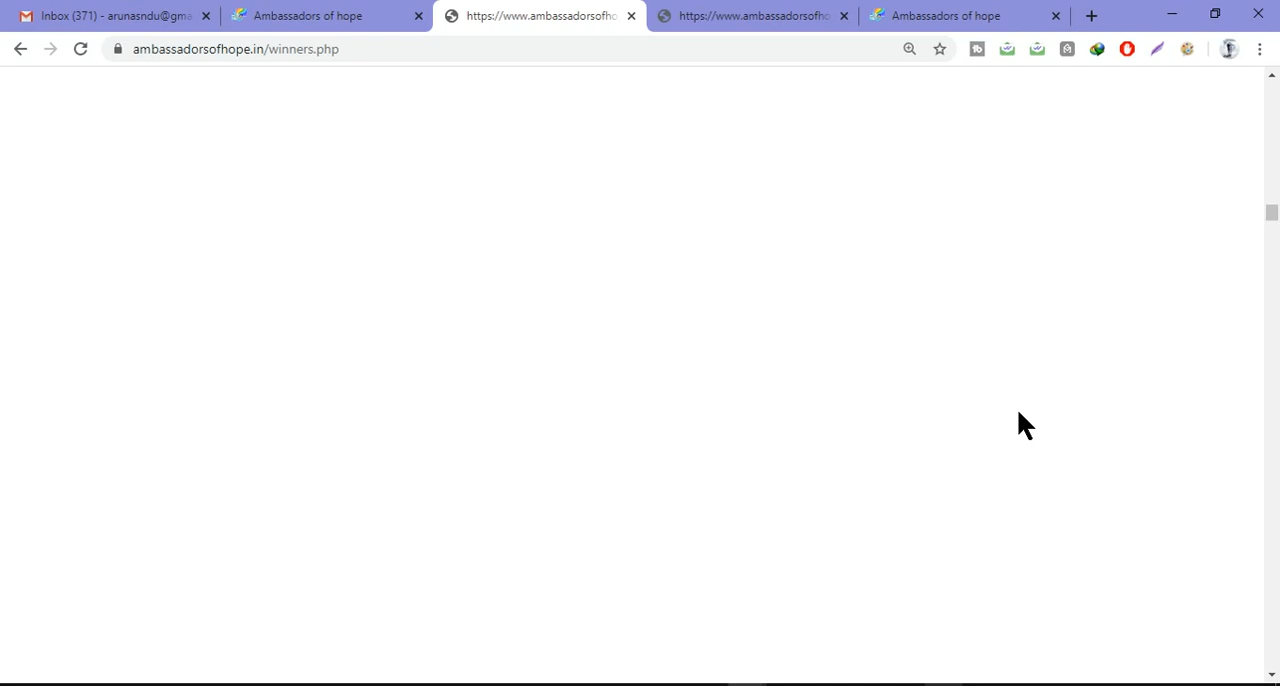 Inbox (371) - arunasndu@gma
Ambassadors of hope
https://www.ambassadorsofho
https://www.ambassadorsofho
Ambassadors of hope
ambassadorsofhope.in/winners.php